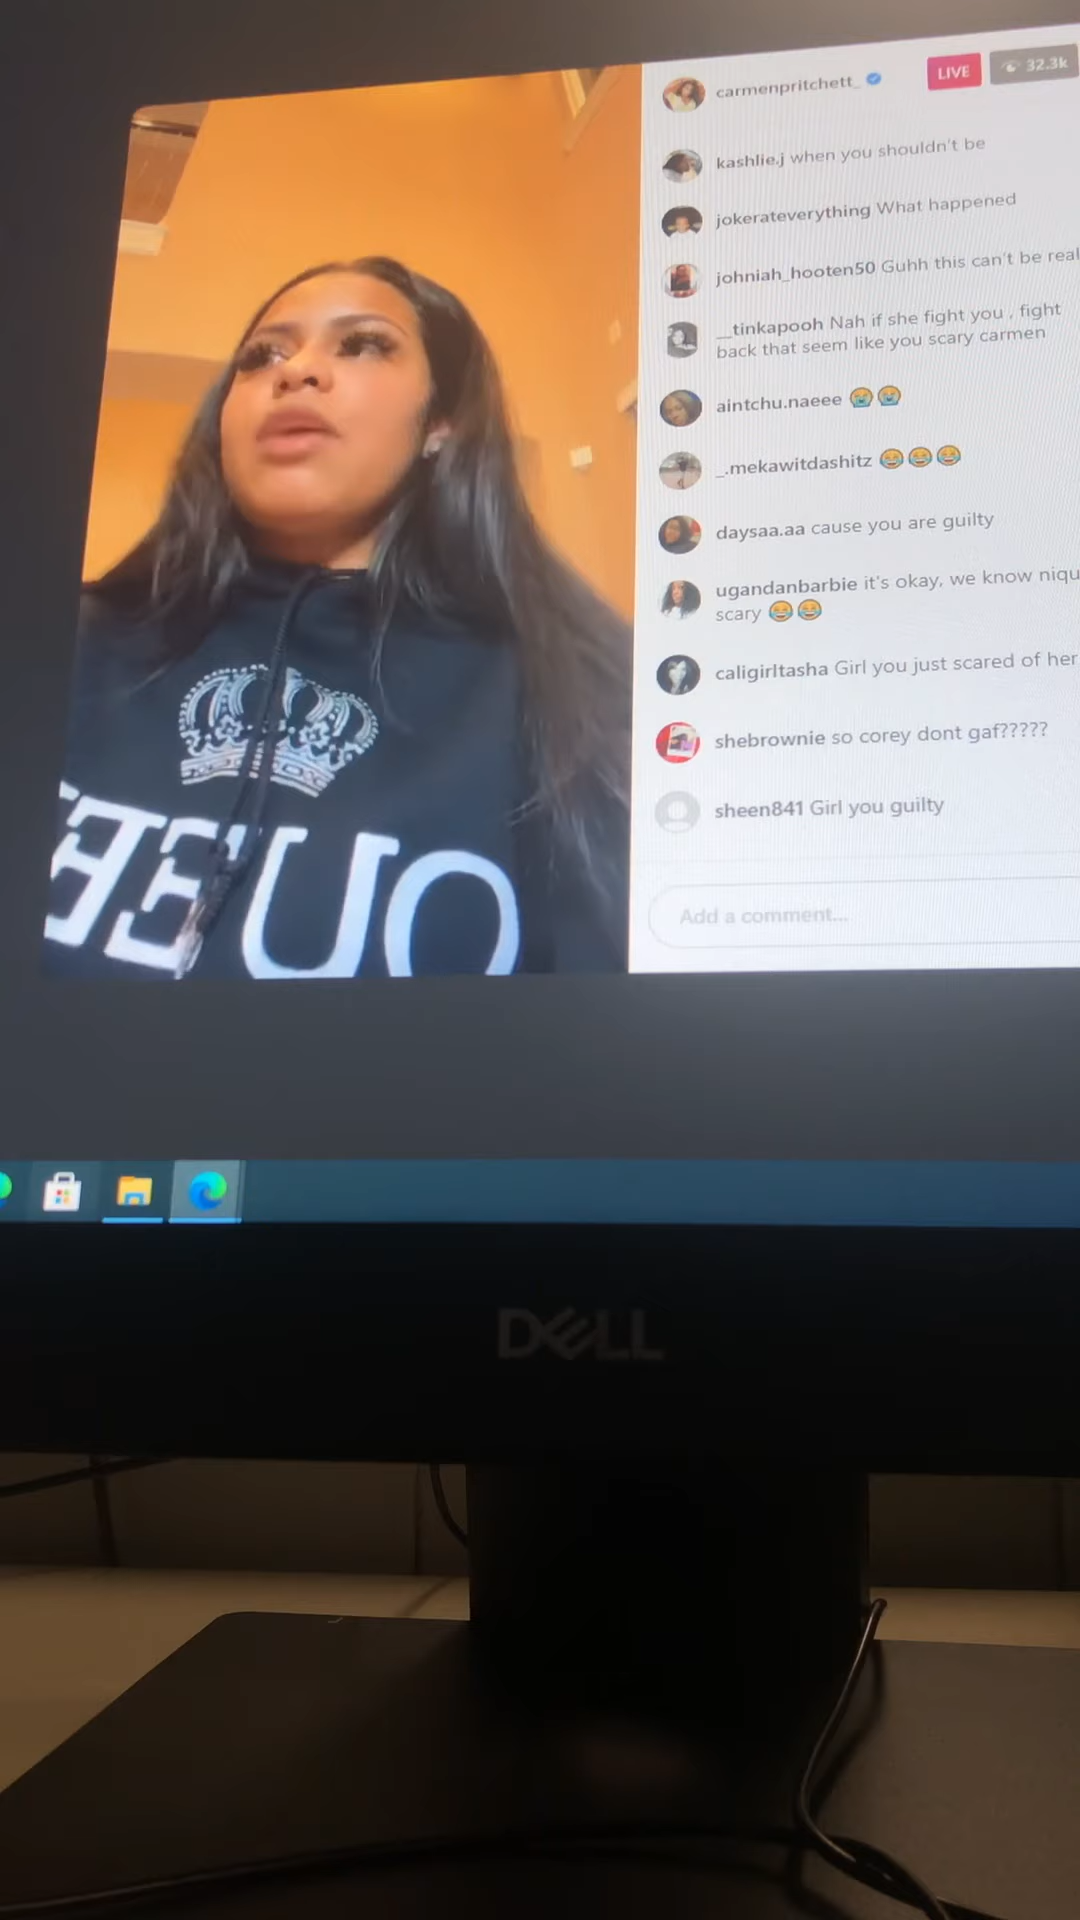 carmenpritchett_
LIVE
32.3k
kashlie.j when you shouldn't be
jokerateverything What happened
johniah_hooten50 Guhh this can't be real
__tinkapooh Nah if she fight you , fight
back that seem like you scary carmen
aintchu.naeee 😭😭
_.mekawitdashitz 😂😂😂
daysaa.aa cause you are guilty
ugandanbarbie it's okay, we know niqu
scary 😂😂
caligirltasha Girl you just scared of her
shebrownie so corey dont gaf?????
sheen841 Girl you guilty
Add a comment...
QUEE
DELL